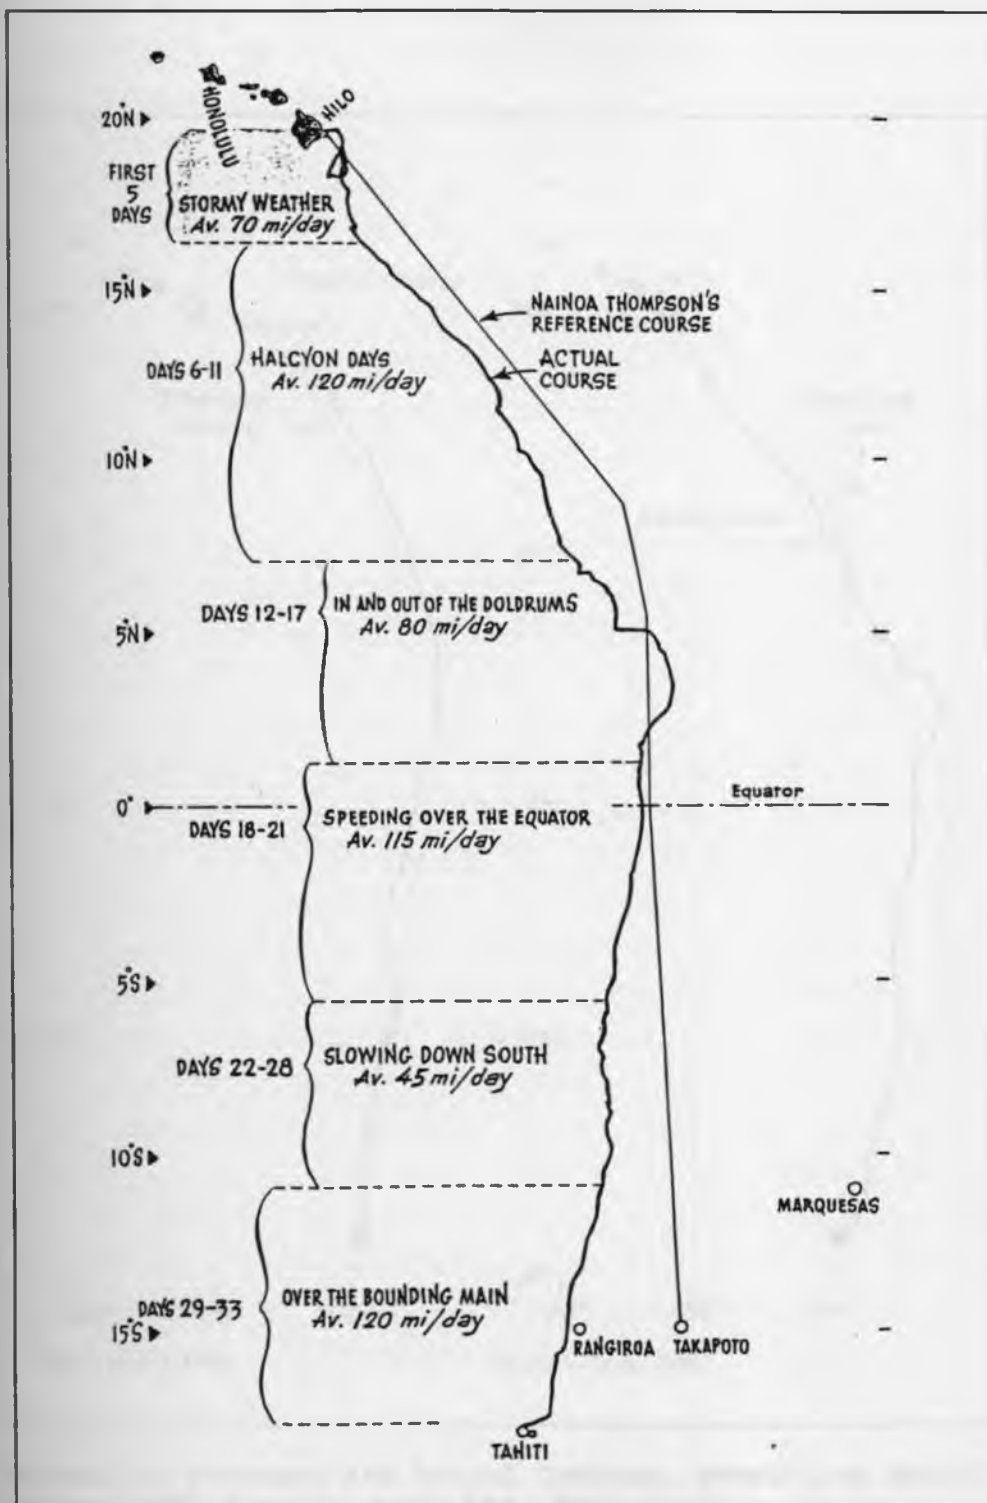 HONOLULU
HILO
20°N
FIRST
5
DAYS
STORMY WEATHER
Av. 70 mi/day
15°N
NAINOA THOMPSON'S
REFERENCE COURSE
ACTUAL
COURSE
DAYS 6-11
HALCYON DAYS
Av. 120 mi/day
10°N
DAYS 12-17
IN AND OUT OF THE DOLDRUMS
Av. 80 mi/day
5°N
Equator
0°
DAYS 18-21
SPEEDING OVER THE EQUATOR
Av. 115 mi/day
5°S
DAYS 22-28
SLOWING DOWN SOUTH
Av. 45 mi/day
10°S
MARQUESAS
DAYS 29-33
OVER THE BOUNDING MAIN
Av. 120 mi/day
15°S
RANGIROA
TAKAPOTO
TAHITI